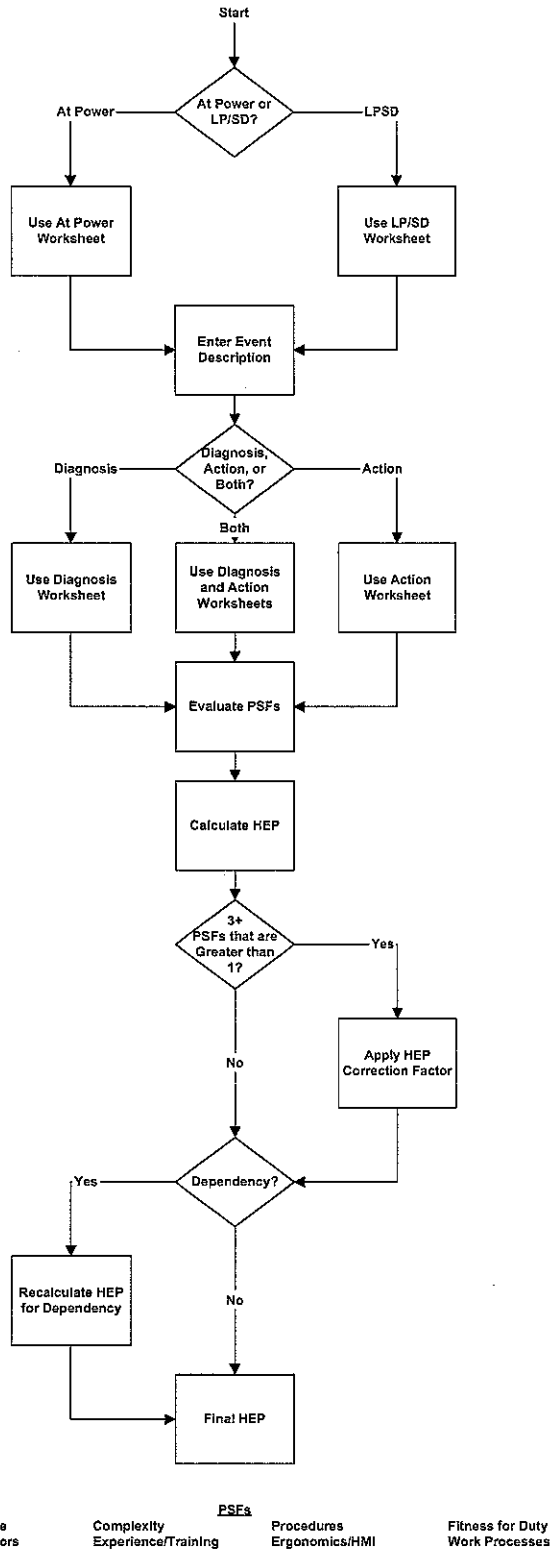 Start
At Power or
LP/SD?
At Power
LPSD
Use At Power
Worksheet
Use LP/SD
Worksheet
Enter Event
Description
Diagnosis,
Action, or
Both?
Diagnosis
Action
Both
Use Diagnosis
Worksheet
Use Diagnosis
and Action
Worksheets
Use Action
Worksheet
Evaluate PSFs
Calculate HEP
3+
PSFs that are
Greater than
1?
Yes
No
Apply HEP
Correction Factor
Dependency?
Yes
No
Recalculate HEP
for Dependency
Final HEP
PSFs
Complexity Procedures Fitness for Duty
Experience/Training Ergonomics/HMI Work Processes